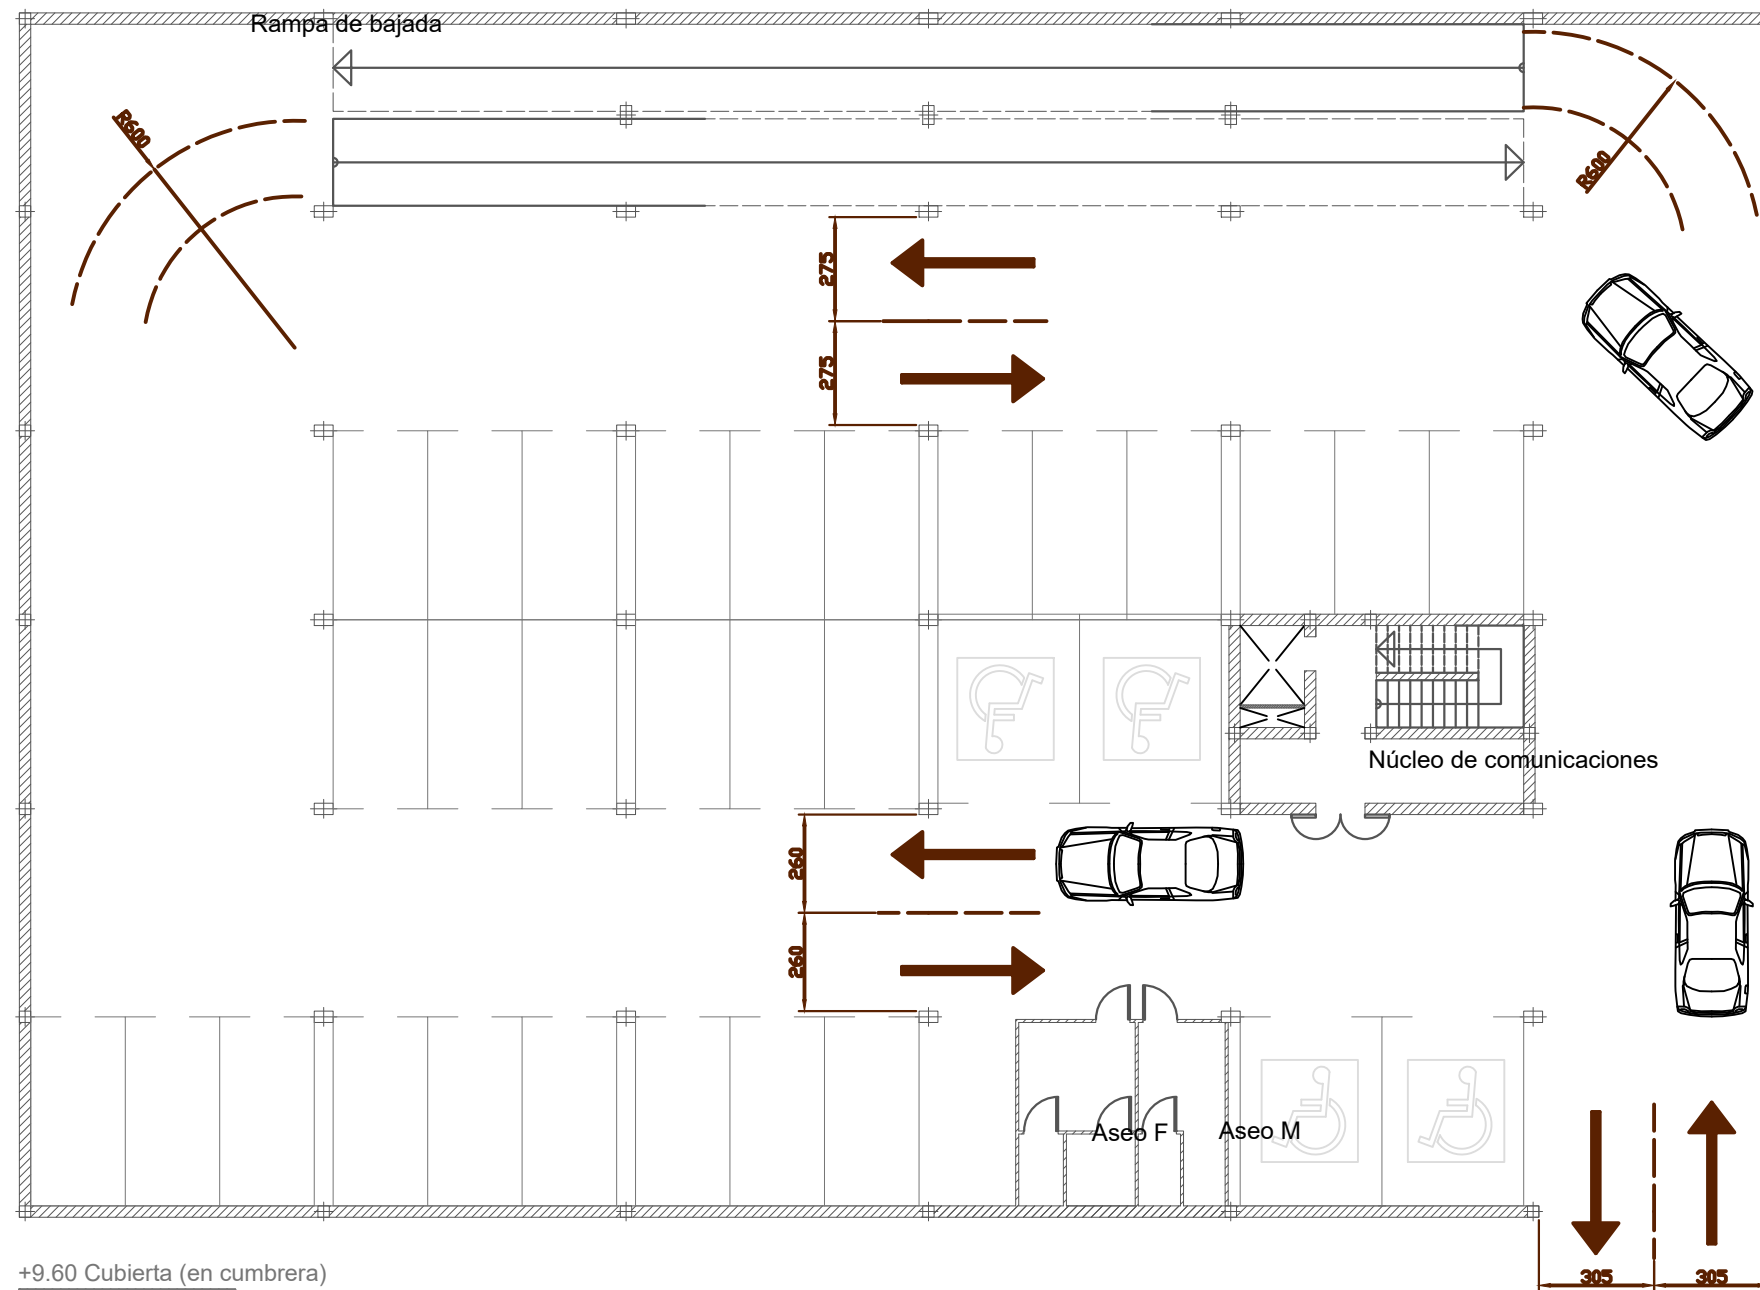 Rampa de bajada
R600
R600
275
275
Núcleo de comunicaciones
260
260
Aseo F
Aseo M
+9.60 Cubierta (en cumbrera)
305
305